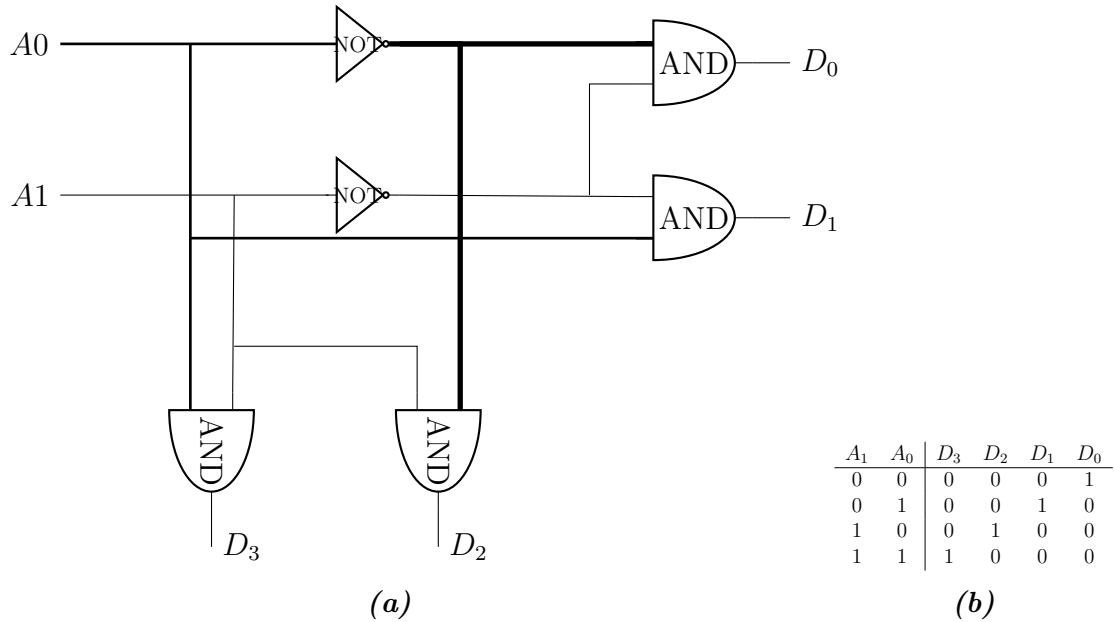 A0
NOT
AND
D₀
A1
NOT
AND
D₁
AND
AND
D₃
D₂
(a)
A₁ A₀ D₃ D₂ D₁ D₀
0 0 0 0 0 1
0 1 0 0 1 0
1 0 0 1 0 0
1 1 1 0 0 0
(b)